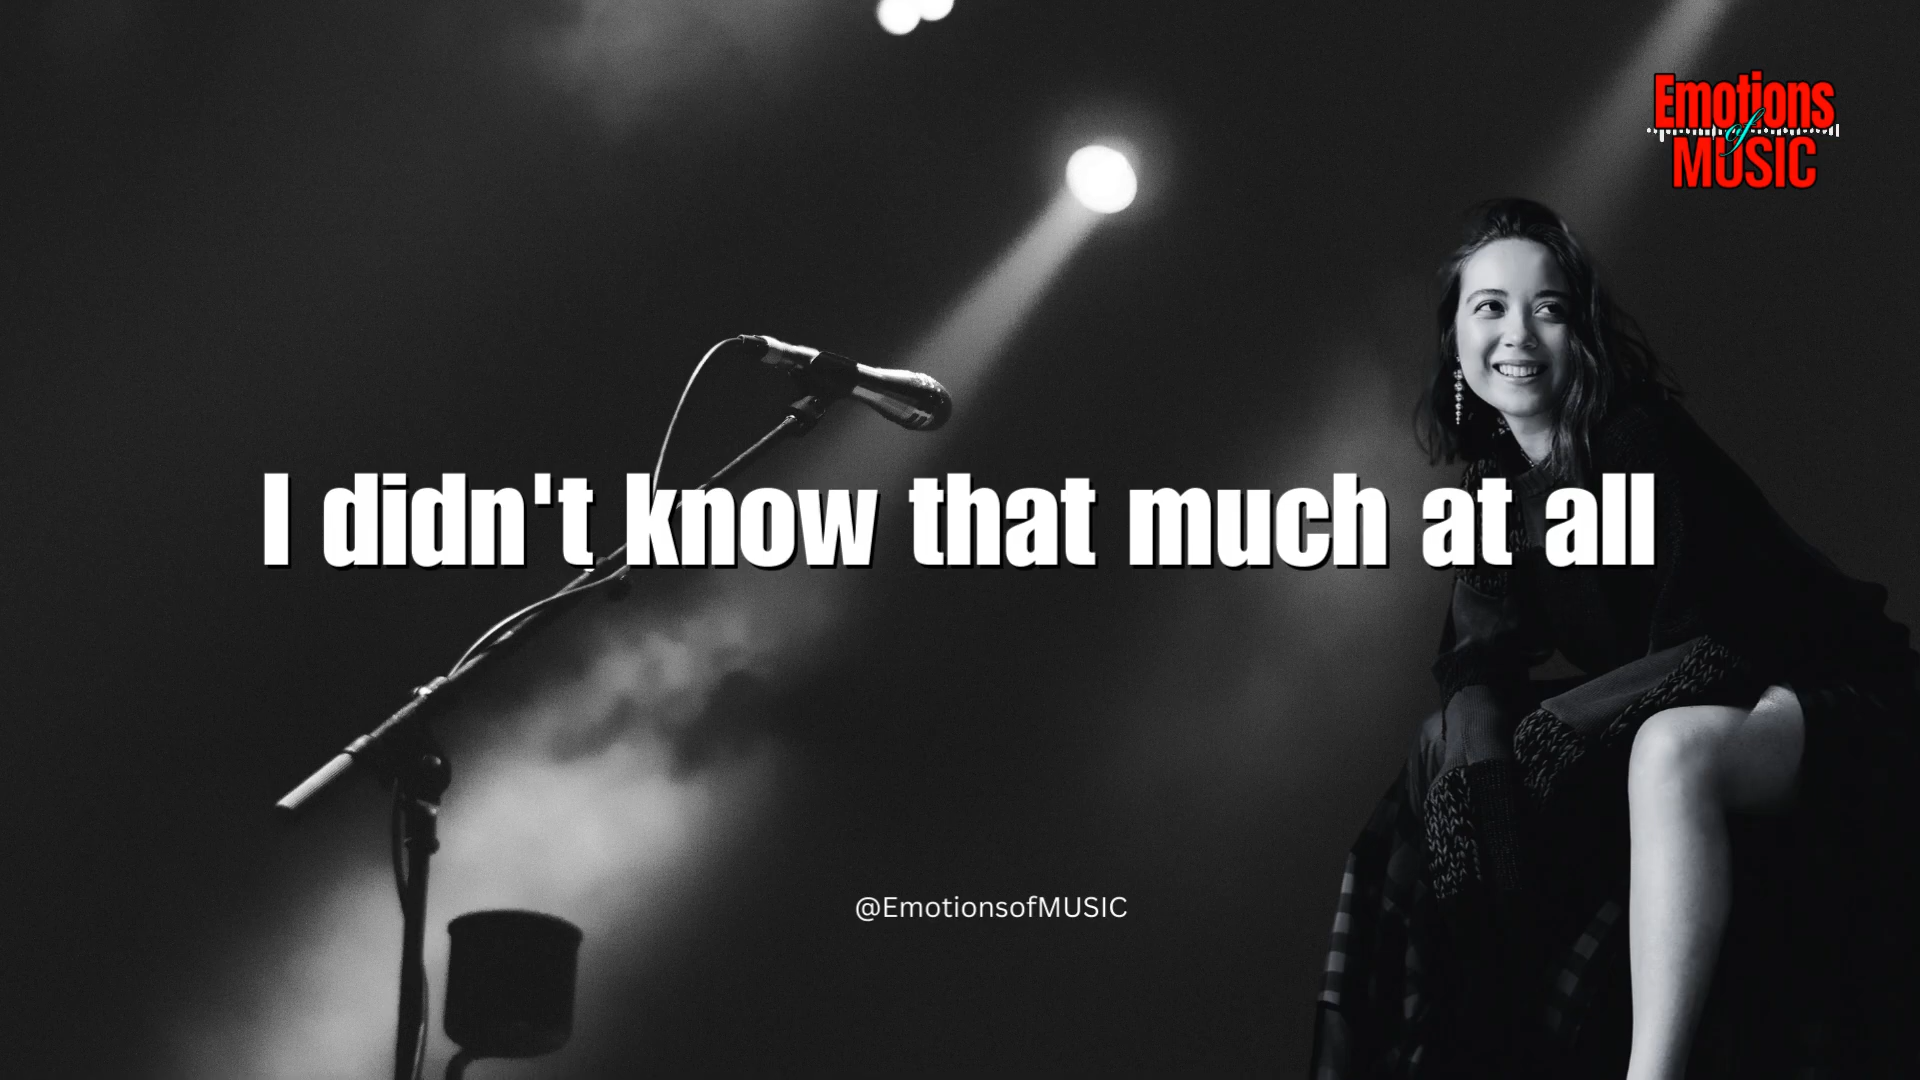 Emotions
of
MUSIC
I didn't know that much at all
@EmotionsofMUSIC